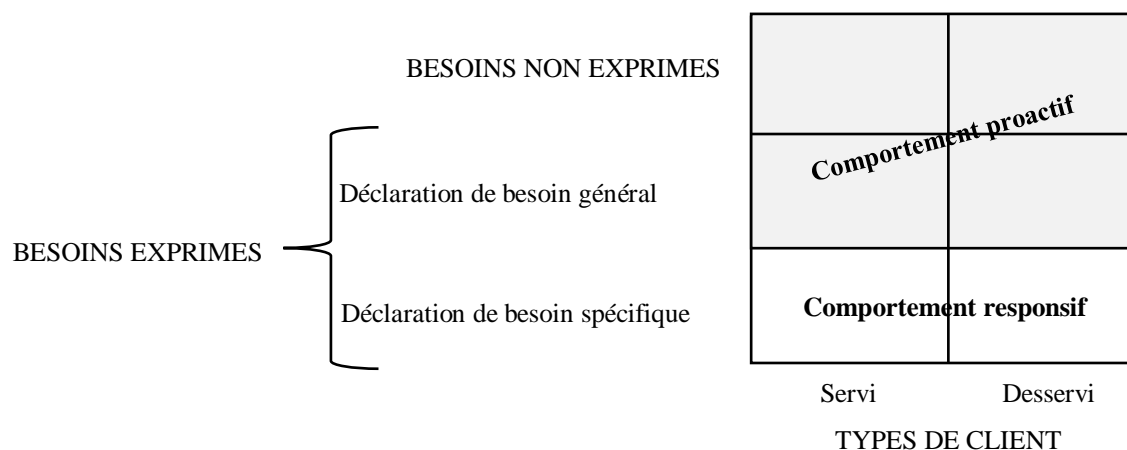 BESOINS NON EXPRIMES
Comportement proactif
Déclaration de besoin général
BESOINS EXPRIMES
Déclaration de besoin spécifique
Comportement responsif
Servi
Desservi
TYPES DE CLIENT